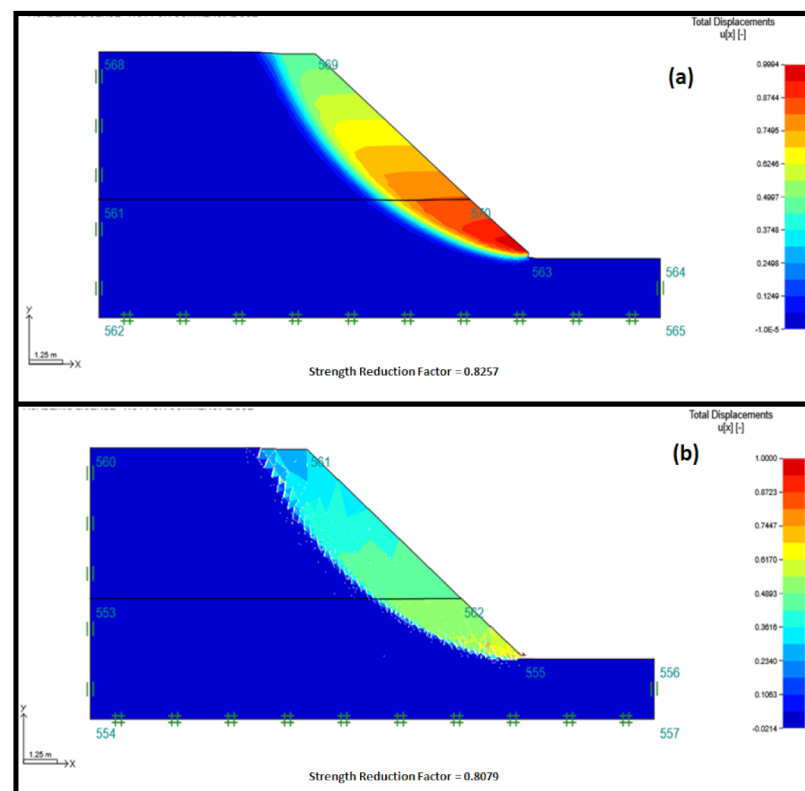 Total Displacements
u[x] [-]
(a)
568
569
0.9994
0.8744
0.7495
0.6246
0.4997
0.3748
0.2498
0.1249
-1.0E-5
561
570
563
564
562
565
Y
1.25 m
X
Strength Reduction Factor = 0.8257
Total Displacements
u[x] [-]
(b)
560
561
1.0000
0.8723
0.7447
0.6170
0.4893
0.3616
0.2340
0.1063
-0.0214
553
562
555
556
554
557
Y
1.25 m
X
Strength Reduction Factor = 0.8079